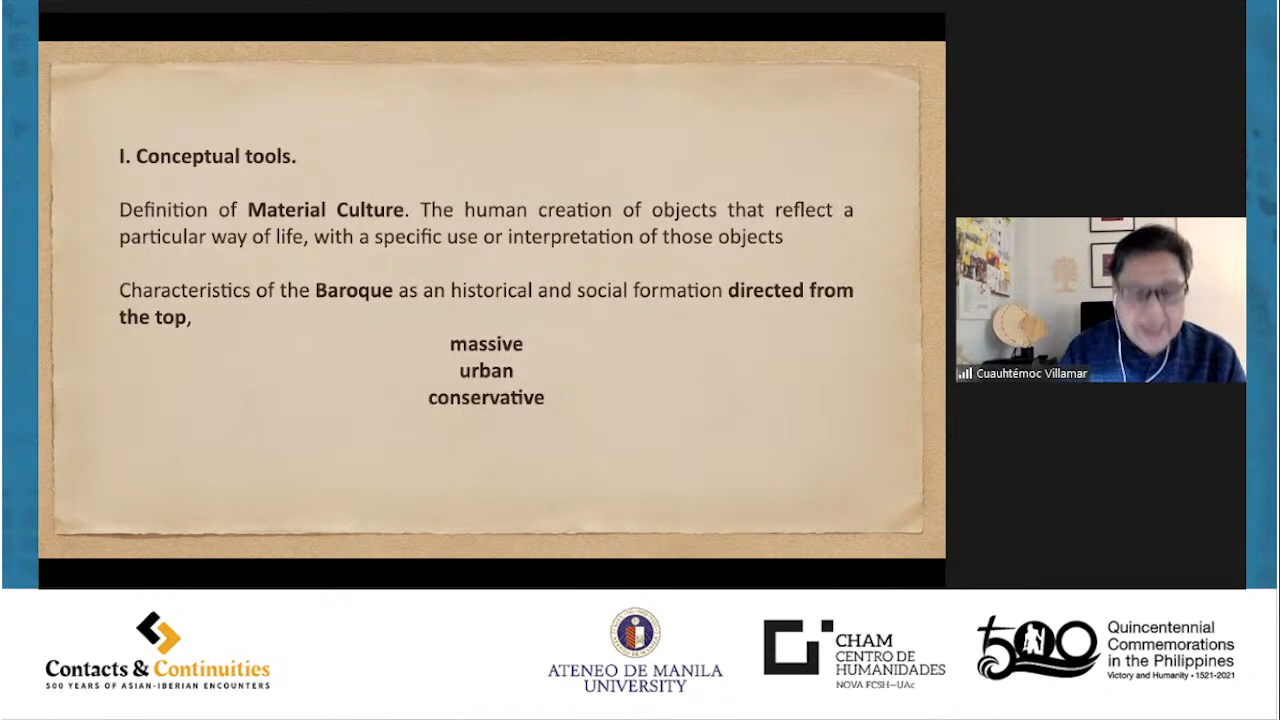 I. Conceptual tools.
Definition of Material Culture. The human creation of objects that reflect a
particular way of life, with a specific use or interpretation of those objects
Characteristics of the Baroque as an historical and social formation directed from
the top,
massive
urban
conservative
Cuauhtémoc Villamar
Contacts & Continuities
500 YEARS OF ASIAN-IBERIAN ENCOUNTERS
ATENEO DE MANILA
UNIVERSITY
CHAM
CENTRO DE
HUMANIDADES
NOVA FCSH—UAc
500
Quincentennial
Commemorations
in the Philippines
Victory and Humanity • 1521-2021